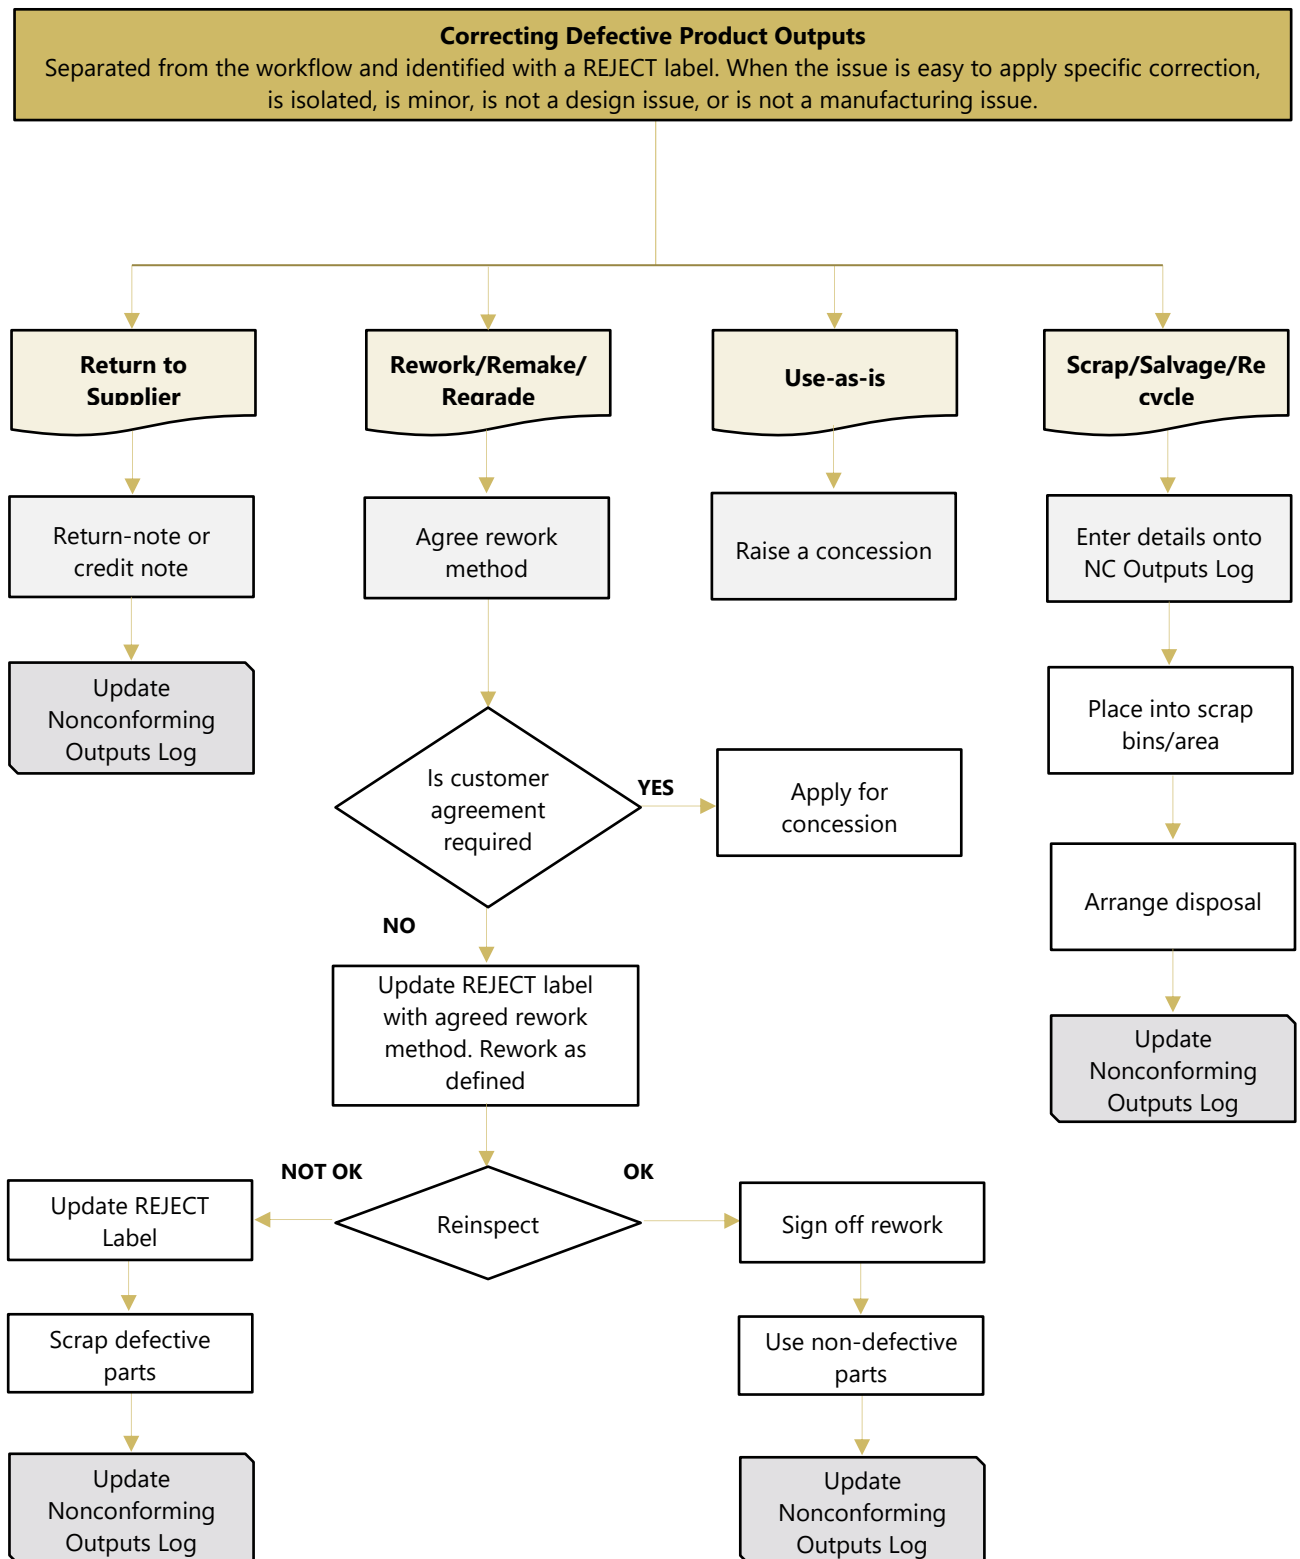 Correcting Defective Product Outputs
Separated from the workflow and identified with a REJECT label. When the issue is easy to apply specific correction,
is isolated, is minor, is not a design issue, or is not a manufacturing issue.
Return to
Supplier
Rework/Remake/
Regrade
Use-as-is
Scrap/Salvage/Re
cycle
Return-note or
credit note
Agree rework
method
Raise a concession
Enter details onto
NC Outputs Log
Update
Nonconforming
Outputs Log
Place into scrap
bins/area
Is customer
agreement
required
YES
Apply for
concession
Arrange disposal
NO
Update REJECT label
with agreed rework
method. Rework as
defined
Update
Nonconforming
Outputs Log
NOT OK
OK
Update REJECT
Label
Reinspect
Sign off rework
Scrap defective
parts
Use non-defective
parts
Update
Nonconforming
Outputs Log
Update
Nonconforming
Outputs Log